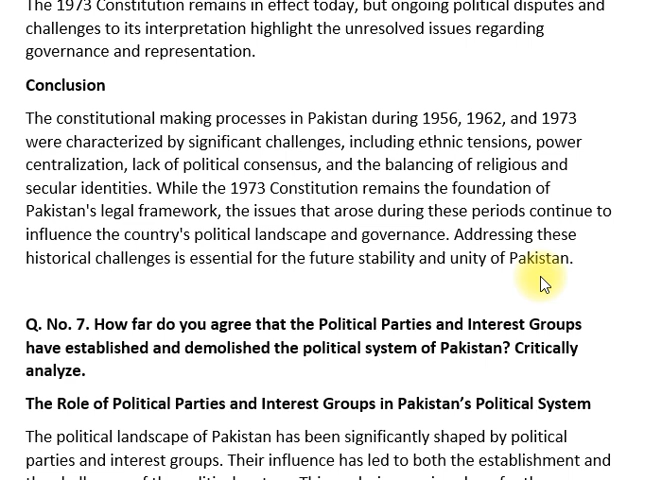 The 1973 Constitution remains in effect today, but ongoing political disputes and
challenges to its interpretation highlight the unresolved issues regarding
governance and representation.
Conclusion
The constitutional making processes in Pakistan during 1956, 1962, and 1973
were characterized by significant challenges, including ethnic tensions, power
centralization, lack of political consensus, and the balancing of religious and
secular identities. While the 1973 Constitution remains the foundation of
Pakistan's legal framework, the issues that arose during these periods continue to
influence the country's political landscape and governance. Addressing these
historical challenges is essential for the future stability and unity of Pakistan.
Q. No. 7. How far do you agree that the Political Parties and Interest Groups
have established and demolished the political system of Pakistan? Critically
analyze.
The Role of Political Parties and Interest Groups in Pakistan’s Political System
The political landscape of Pakistan has been significantly shaped by political
parties and interest groups. Their influence has led to both the establishment and